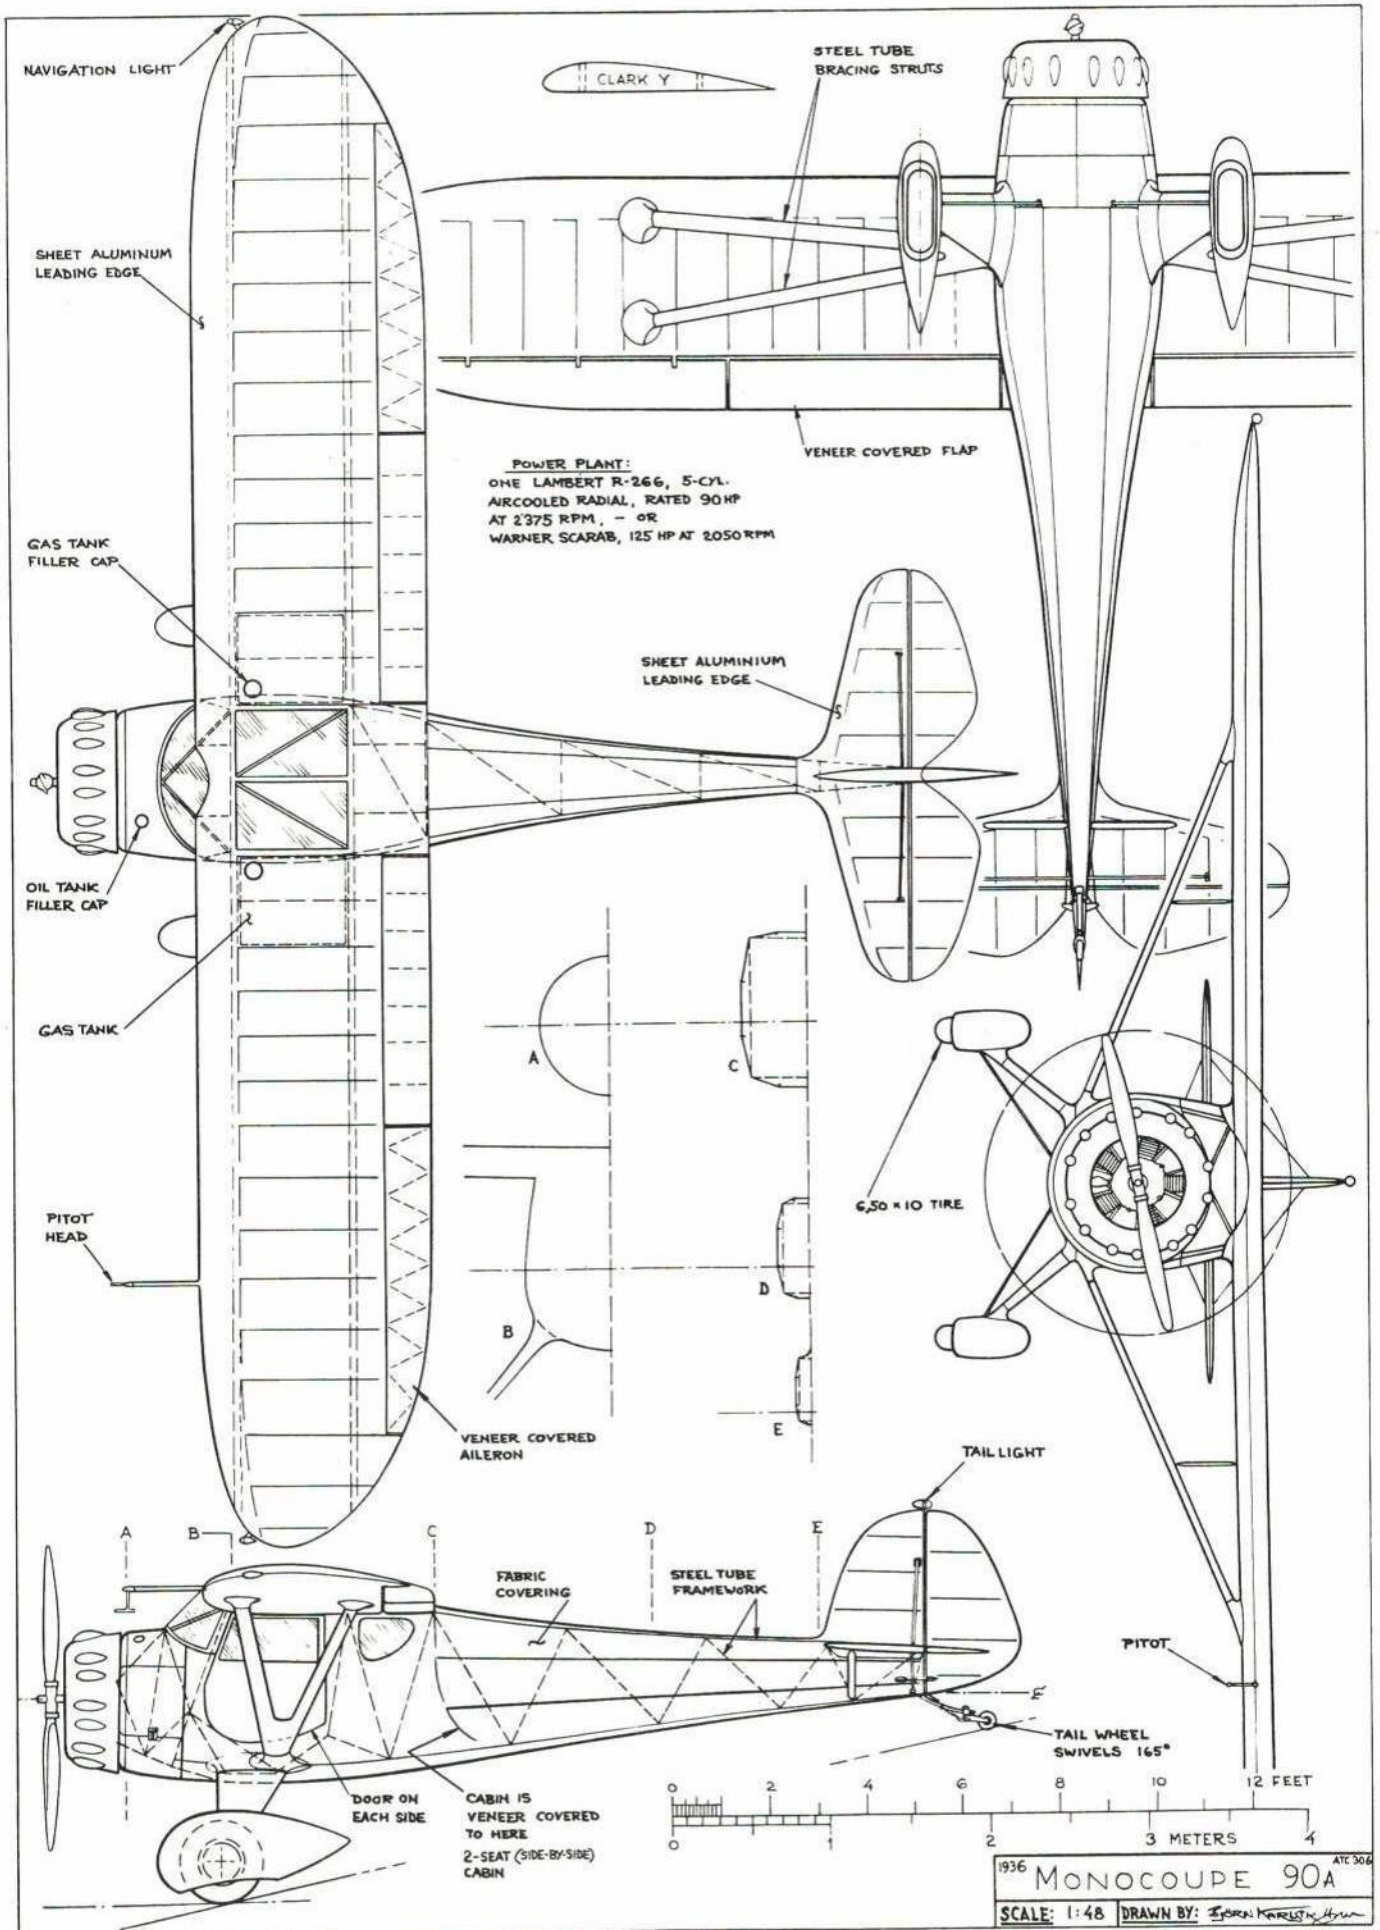 NAVIGATION LIGHT
CLARK Y
STEEL TUBE
BRACING STRUTS
SHEET ALUMINUM
LEADING EDGE
VENEER COVERED FLAP
POWER PLANT:
ONE LAMBERT R-266, 5-CYL.
AIRCOOLED RADIAL, RATED 90 HP
AT 2375 RPM, - OR
WARNER SCARAB, 125 HP AT 2050 RPM
GAS TANK
FILLER CAP
SHEET ALUMINIUM
LEADING EDGE
OIL TANK
FILLER CAP
GAS TANK
A
C
6,50 × 10 TIRE
PITOT
HEAD
D
B
E
VENEER COVERED
AILERON
TAIL LIGHT
A
B
C
D
E
FABRIC
COVERING
STEEL TUBE
FRAMEWORK
PITOT
TAIL WHEEL
SWIVELS 165°
DOOR ON
EACH SIDE
CABIN IS
VENEER COVERED
TO HERE
2-SEAT (SIDE-BY-SIDE)
CABIN
0 2 4 6 8 10 12 FEET
0 1 2 3 METERS 4
1936 MONOCOUPE 90A ATC 306
SCALE: 1:48 DRAWN BY: BJÖRN KARLSTRÖM